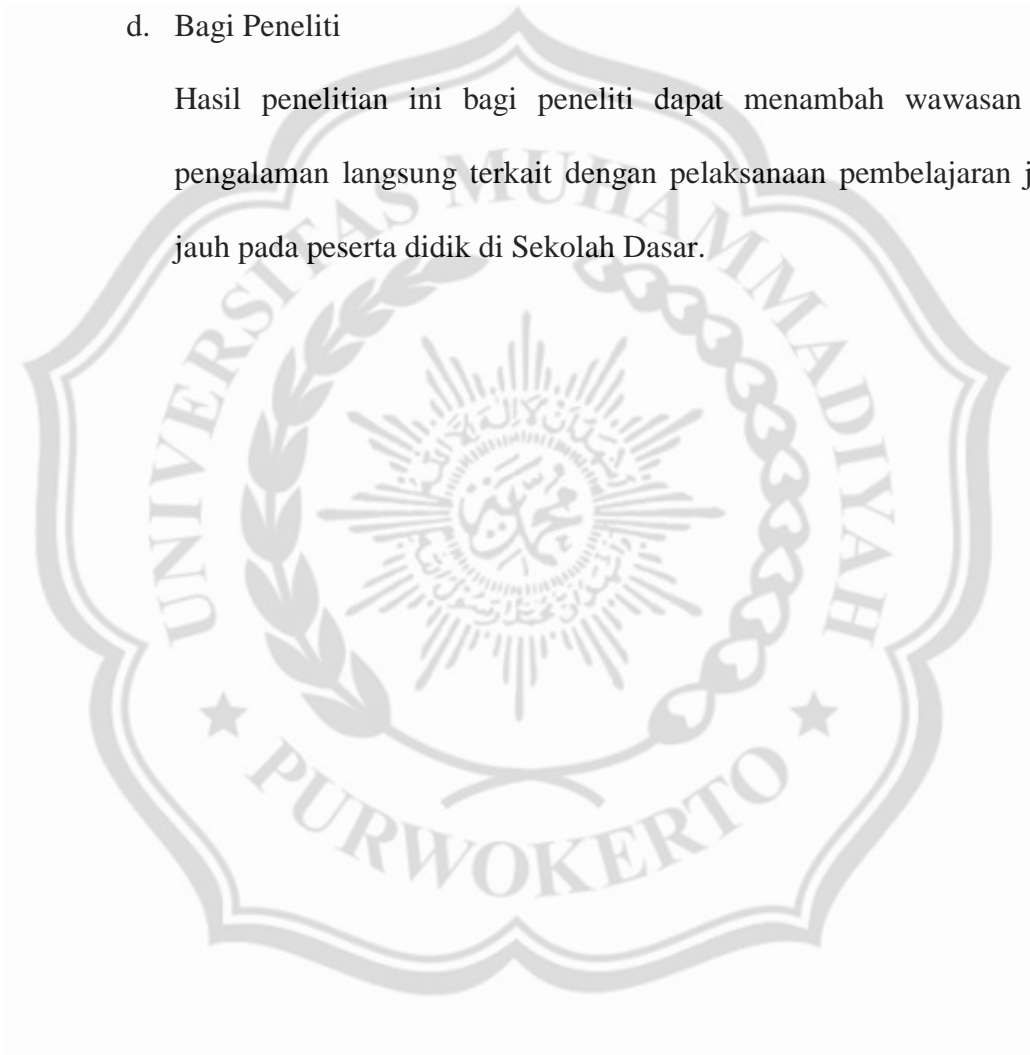 d. Bagi Peneliti
Hasil penelitian ini bagi peneliti dapat menambah wawasan
pengalaman langsung terkait dengan pelaksanaan pembelajaran j
jauh pada peserta didik di Sekolah Dasar.
UNIVERSITAS MUHAMMADIYAH
PURWOKERTO